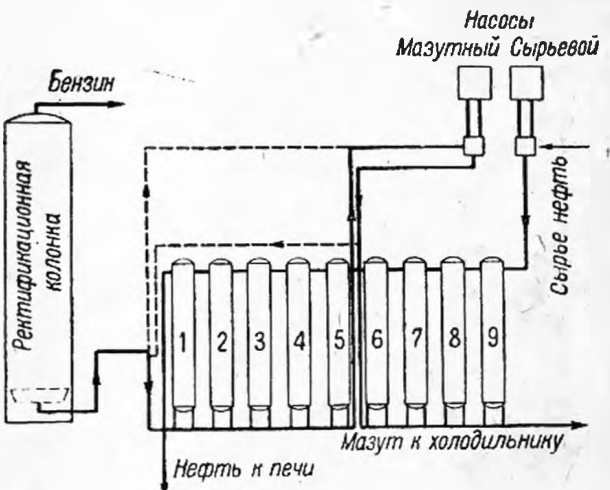 Насосы
Мазутный Сырьевой
Бензин
Ректификационная
колонка
Сырье нефть
1 2 3 4 5 6 7 8 9
Мазут к холодильнику
Нефть к печи